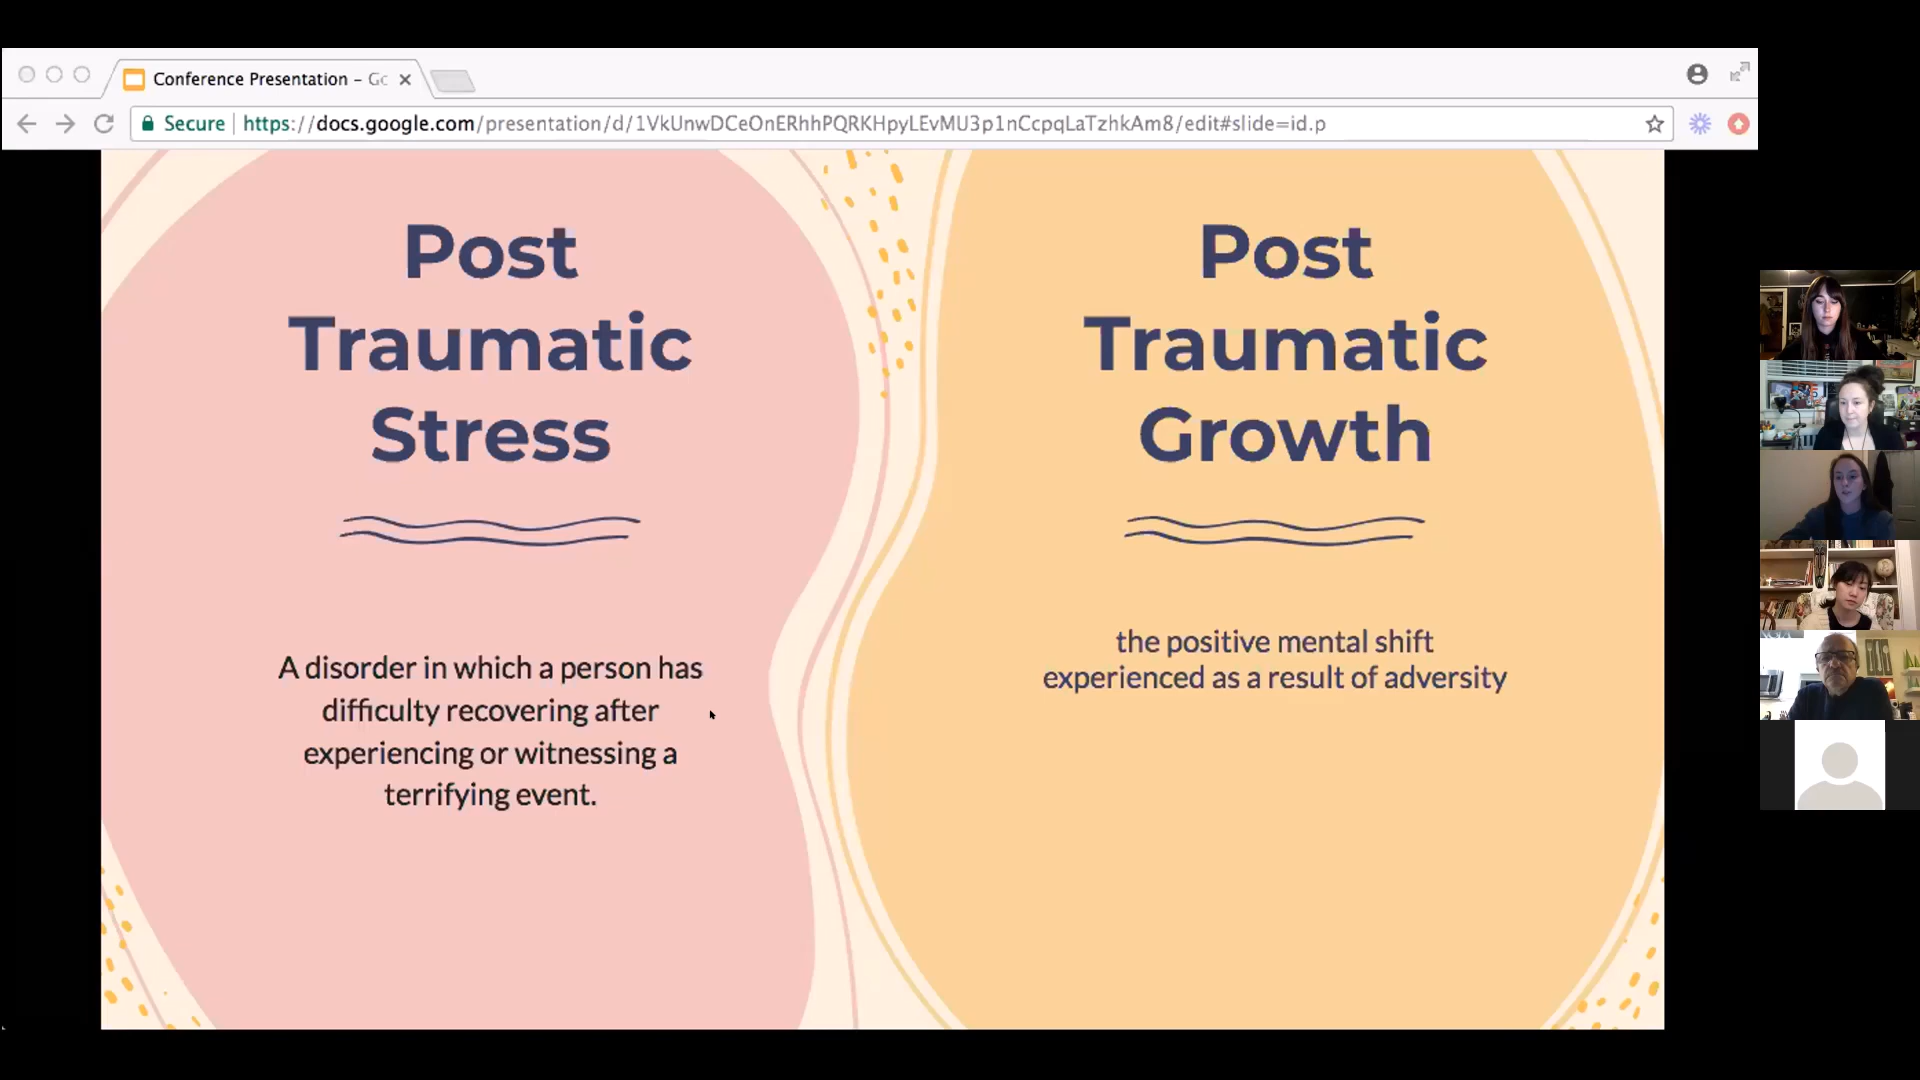 Conference Presentation – Gc
Secure
https://docs.google.com/presentation/d/1VkUnwDCeOnERhhPQRKHpyLEvMU3p1nCcpqLaTzhkAm8/edit#slide=id.p
Post
Traumatic
Stress
A disorder in which a person has
difficulty recovering after
experiencing or witnessing a
terrifying event.
Post
Traumatic
Growth
the positive mental shift
experienced as a result of adversity